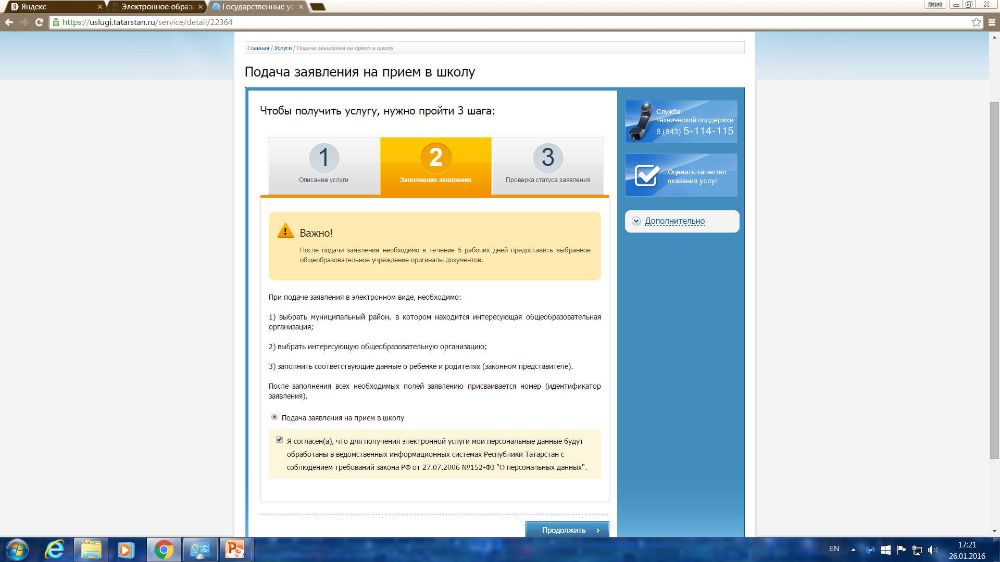 Яндекс
Электронное образо
Государственные ус
ilshat
https://uslugi.tatarstan.ru/service/detail/22364
Главная / Услуги / Подача заявления на прием в школу
Подача заявления на прием в школу
Чтобы получить услугу, нужно пройти 3 шага:
1
Описание услуги
2
Заполнение заявления
3
Проверка статуса заявления
Важно!
После подачи заявления необходимо в течение 5 рабочих дней предоставить выбранное
общеобразовательное учреждение оригиналы документов.
При подаче заявления в электронном виде, необходимо:
1) выбрать муниципальный район, в котором находится интересующая общеобразовательная
организация;
2) выбрать интересующую общеобразовательную организацию;
3) заполнить соответствующие данные о ребенке и родителях (законном представителе).
После заполнения всех необходимых полей заявлению присваивается номер (идентификатор
заявления).
Подача заявления на прием в школу
Я согласен(а), что для получения электронной услуги мои персональные данные будут
обработаны в ведомственных информационных системах Республики Татарстан с
соблюдением требований закона РФ от 27.07.2006 №152-ФЗ "О персональных данных".
Продолжить
Служба
технической поддержки
8 (843) 5-114-115
Оценить качество
оказания услуг
Дополнительно
EN
17:21
26.01.2016